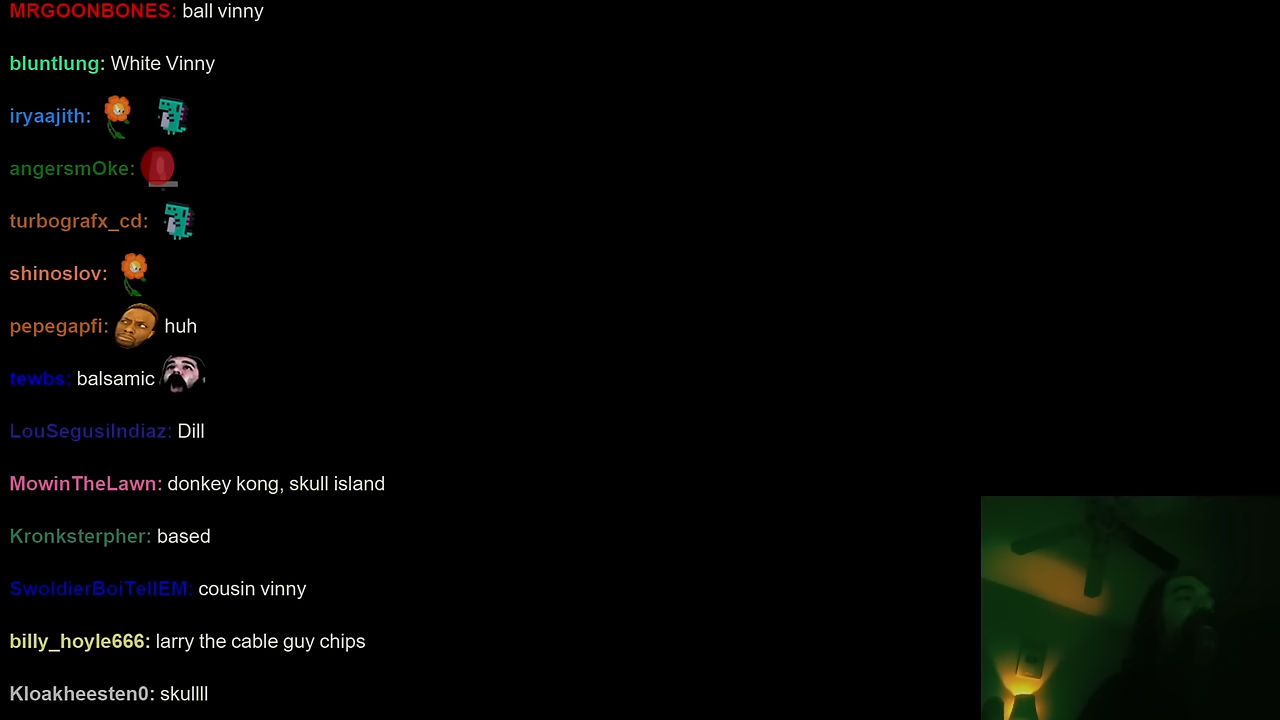 MRGOONBONES: ball vinny
bluntlung: White Vinny
iryaajith:
angersmOke:
turbografx_cd:
shinoslov:
pepegapfi: huh
tewbs: balsamic
LouSegusiIndiaz: Dill
MowinTheLawn: donkey kong, skull island
Kronksterpher: based
SwoldierBoiTellEM: cousin vinny
billy_hoyle666: larry the cable guy chips
Kloakheesten0: skullll